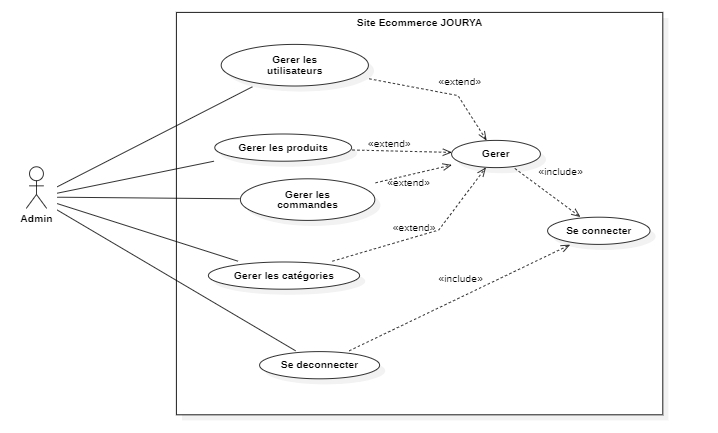 Site Ecommerce JOURYA
Gerer les
utilisateurs
«extend»
Gerer les produits
«extend»
Gerer
«include»
Gerer les
commandes
«extend»
Admin
«extend»
Se connecter
Gerer les catégories
«include»
Se deconnecter